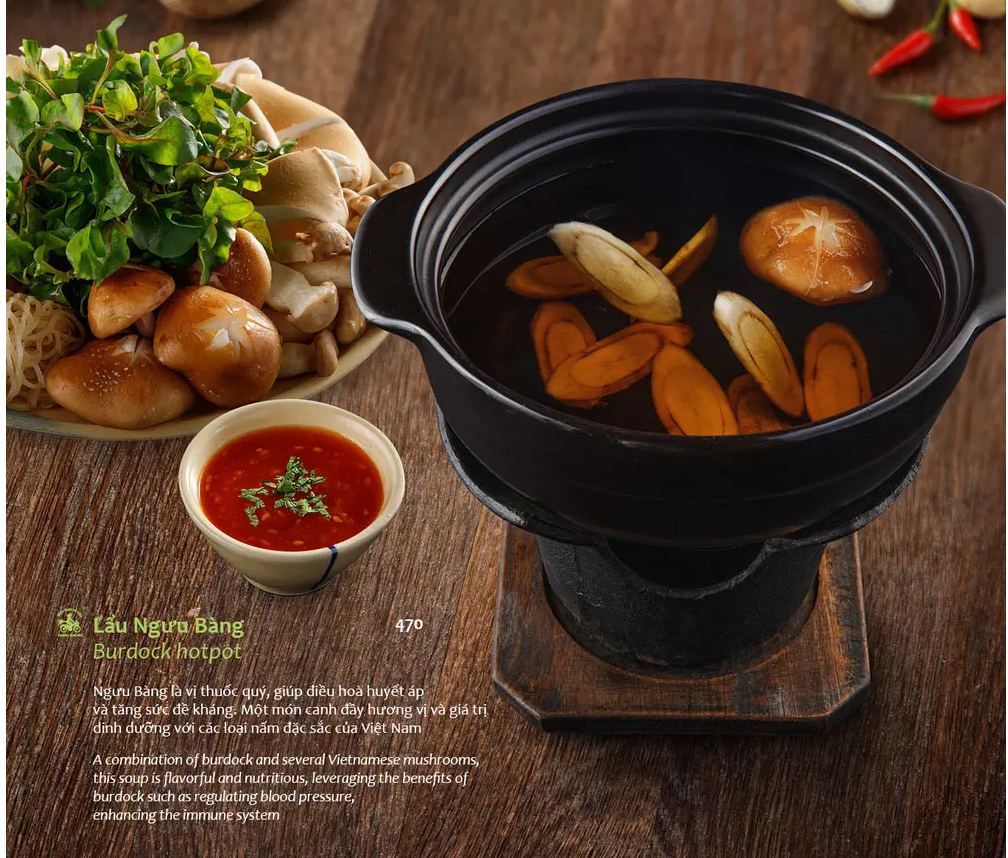 Lẩu Ngưu Bàng
470
Burdock hotpot
Ngưu Bàng là vị thuốc quý, giúp điều hoà huyết áp
và tăng sức đề kháng. Một món canh đầy hương vị và giá trị
dinh dưỡng với các loại nấm đặc sắc của Việt Nam
A combination of burdock and several Vietnamese mushrooms,
this soup is flavorful and nutritious, leveraging the benefits of
burdock such as regulating blood pressure,
enhancing the immune system